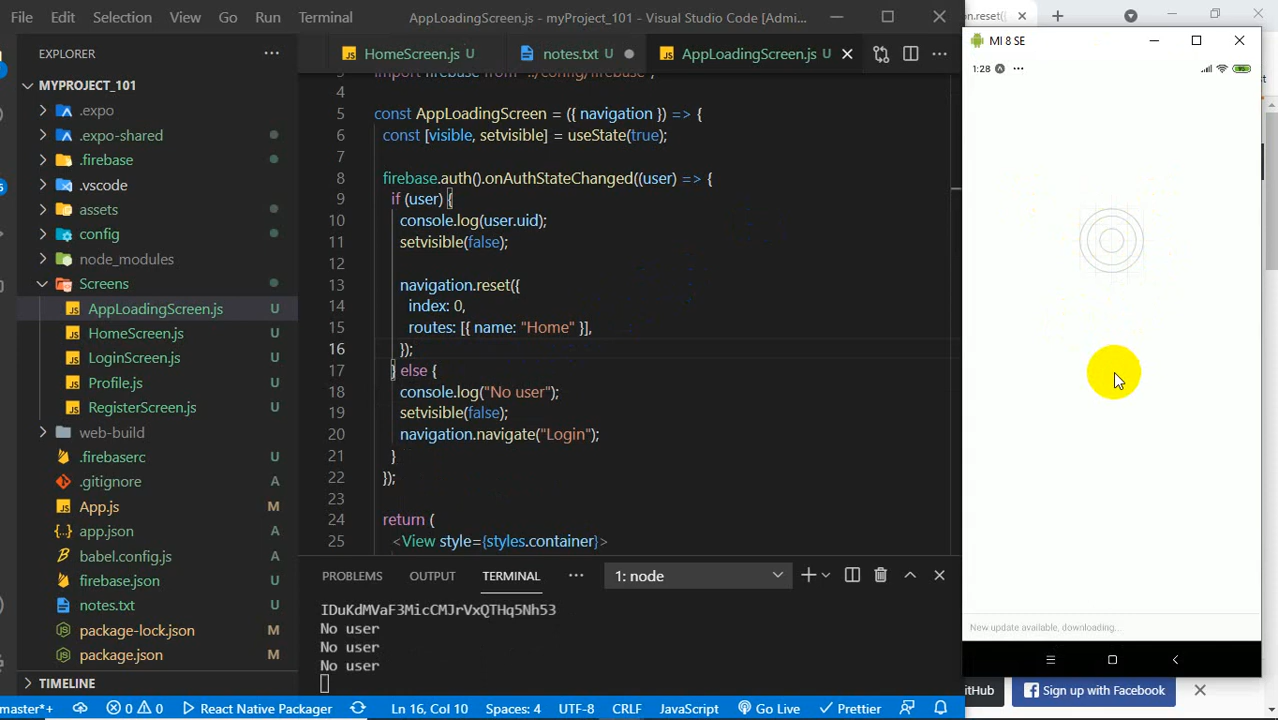 File Edit Selection View Go Run Terminal AppLoadingScreen.js - myProject_101 - Visual Studio Code [Admi...
EXPLORER
MYPROJECT_101
.expo
.expo-shared
.firebase
.vscode
assets
config
node_modules
Screens
AppLoadingScreen.js U
HomeScreen.js U
LoginScreen.js U
Profile.js U
RegisterScreen.js U
web-build
.firebaserc U
.gitignore
App.js M
app.json A
babel.config.js A
firebase.json U
notes.txt U
package-lock.json M
package.json M
TIMELINE
HomeScreen.js U notes.txt U AppLoadingScreen.js U
import firebase from "../config/firebase";
4
5 const AppLoadingScreen = ({ navigation }) => {
6 const [visible, setvisible] = useState(true);
7
8 firebase.auth().onAuthStateChanged((user) => {
9 if (user) {
10 console.log(user.uid);
11 setvisible(false);
12
13 navigation.reset({
14 index: 0,
15 routes: [{ name: "Home" }],
16 });
17 } else {
18 console.log("No user");
19 setvisible(false);
20 navigation.navigate("Login");
21 }
22 });
23
24 return (
25 <View style={styles.container}>
PROBLEMS OUTPUT TERMINAL 1: node
IDuKdMVaF3MicCMJrVxQTHq5Nh53
No user
No user
No user
master*+ 0 0 React Native Packager Ln 16, Col 10 Spaces: 4 UTF-8 CRLF JavaScript Go Live Prettier
on.reset()
MI 8 SE
1:28
New update available, downloading...
Hub Sign up with Facebook